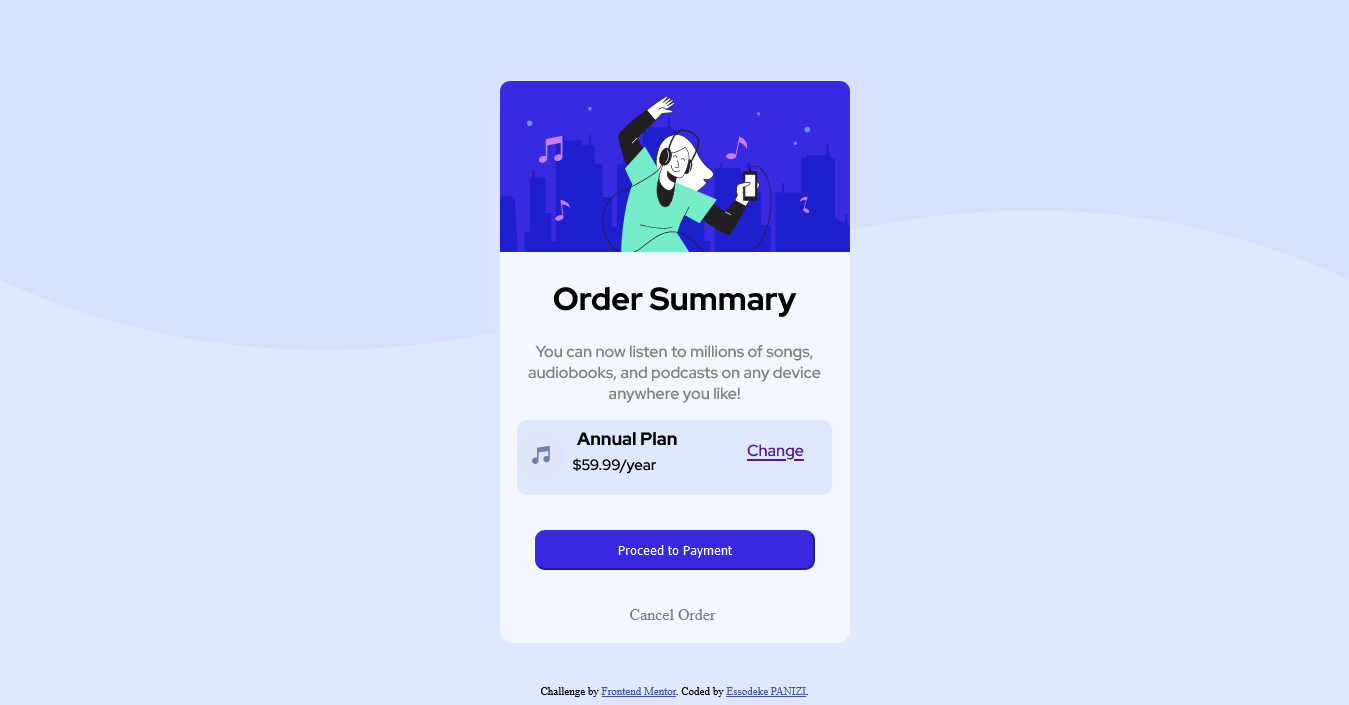 Order Summary
You can now listen to millions of songs,
audiobooks, and podcasts on any device
anywhere you like!
Annual Plan
$59.99/year
Change
Proceed to Payment
Cancel Order
Challenge by Frontend Mentor. Coded by Essodeke PANIZI.